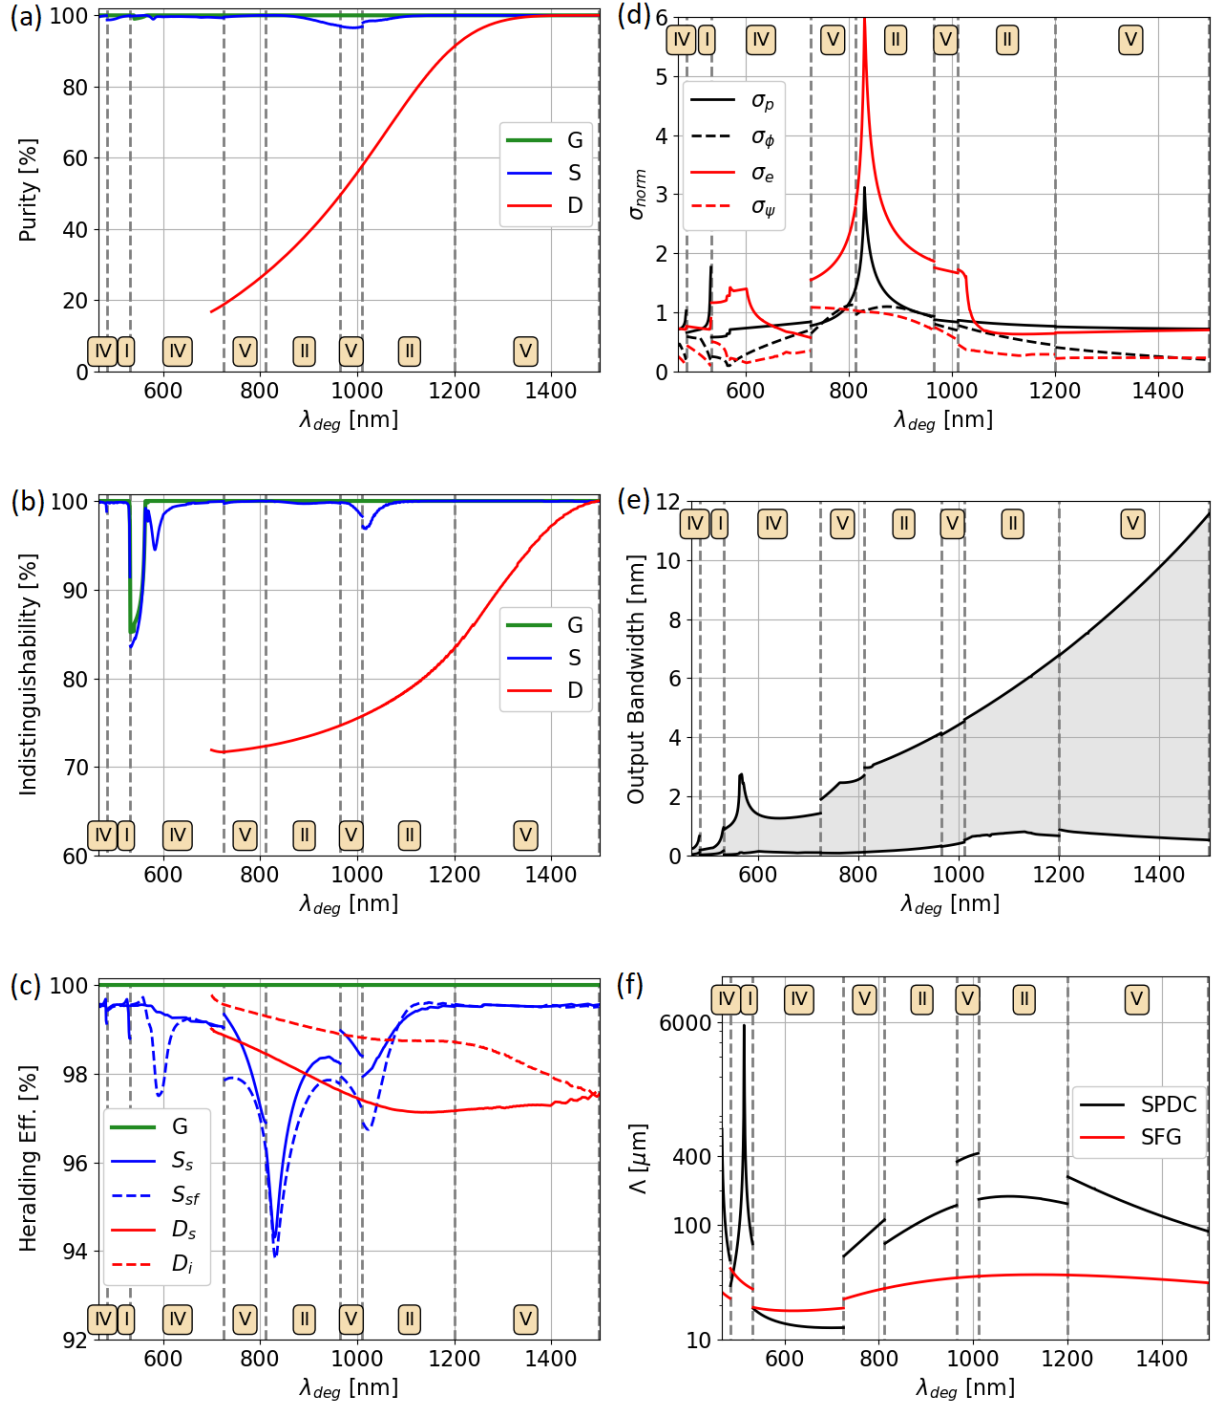 (a)
100
80
60
40
20
0
Purity [%]
G
S
D
IV I IV V II V II V
600 800 1000 1200 1400
λdeg [nm]
(d)
6
5
4
3
2
1
0
σnorm
IV I IV V II V II V
σp
σϕ
σe
σψ
600 800 1000 1200 1400
λdeg [nm]
(b)
100
90
80
70
60
Indistinguishability [%]
G
S
D
IV I IV V II V II V
600 800 1000 1200 1400
λdeg [nm]
(e)
12
10
8
6
4
2
0
Output Bandwidth [nm]
IV I IV V II V II V
600 800 1000 1200 1400
λdeg [nm]
(c)
100
98
96
94
92
Heralding Eff. [%]
G
Ss
Ssf
Ds
Di
IV I IV V II V II V
600 800 1000 1200 1400
λdeg [nm]
(f)
6000
400
100
10
Λ [μm]
IV I IV V II V II V
SPDC
SFG
600 800 1000 1200 1400
λdeg [nm]